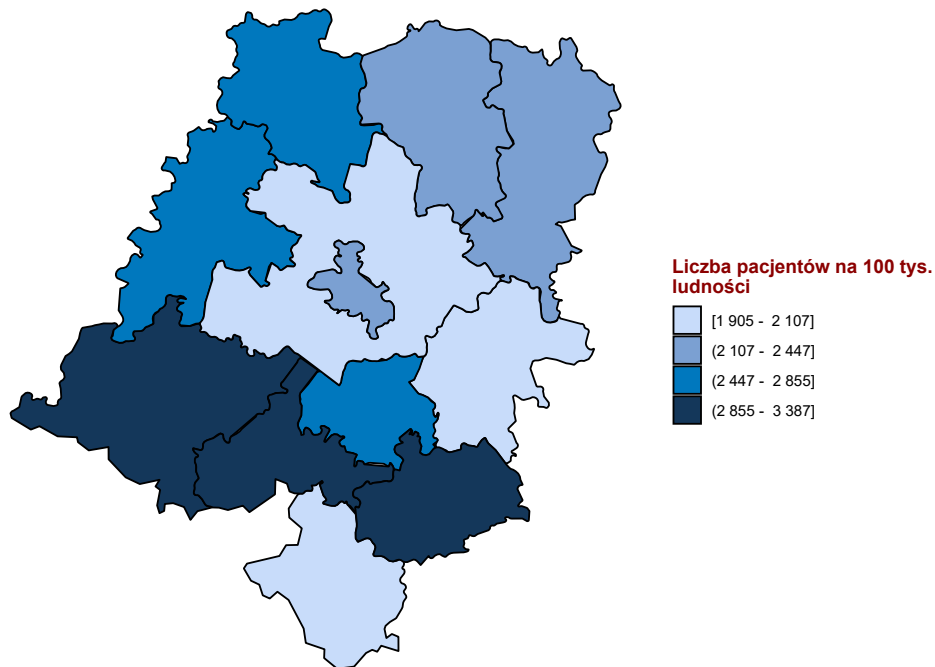 Liczba pacjentów na 100 tys.
ludności
[1 905 - 2 107]
(2 107 - 2 447]
(2 447 - 2 855]
(2 855 - 3 387]